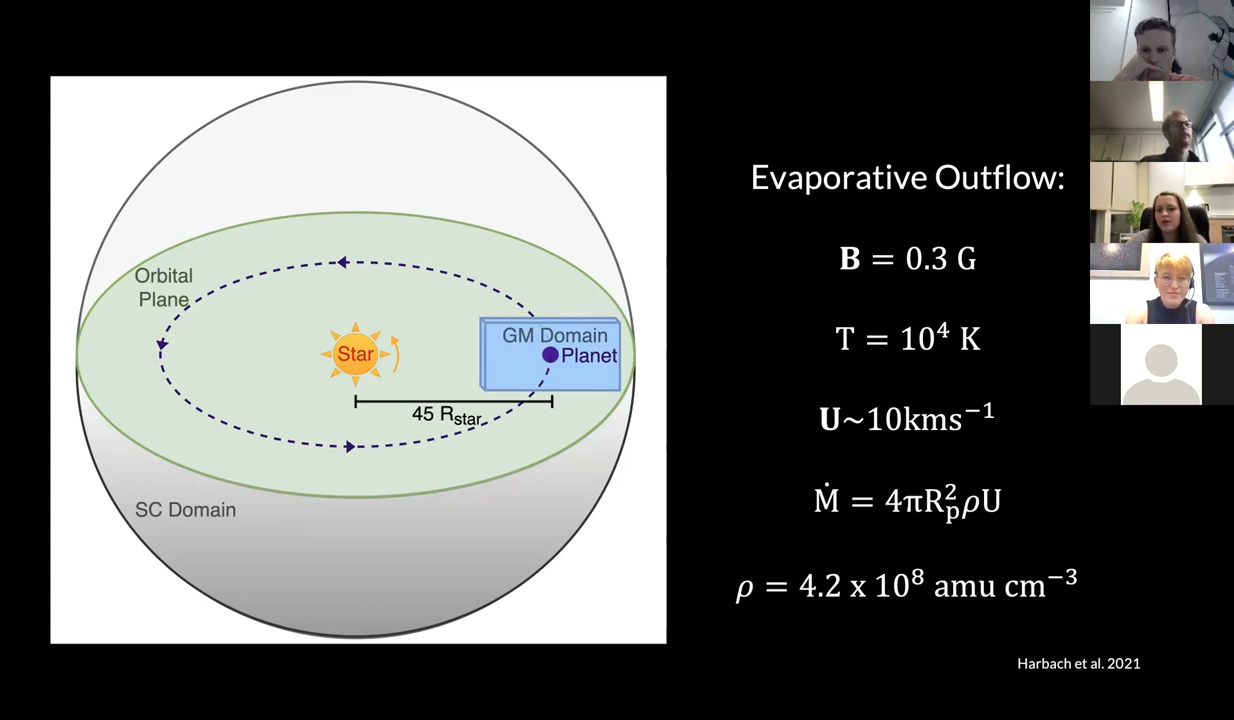 Orbital
Plane
GM Domain
Star
Planet
45 R_star
SC Domain
Evaporative Outflow:
B = 0.3 G
T = 10⁴ K
U~10kms⁻¹
Ṁ = 4πR_p²ρU
ρ = 4.2 x 10⁸ amu cm⁻³
Harbach et al. 2021